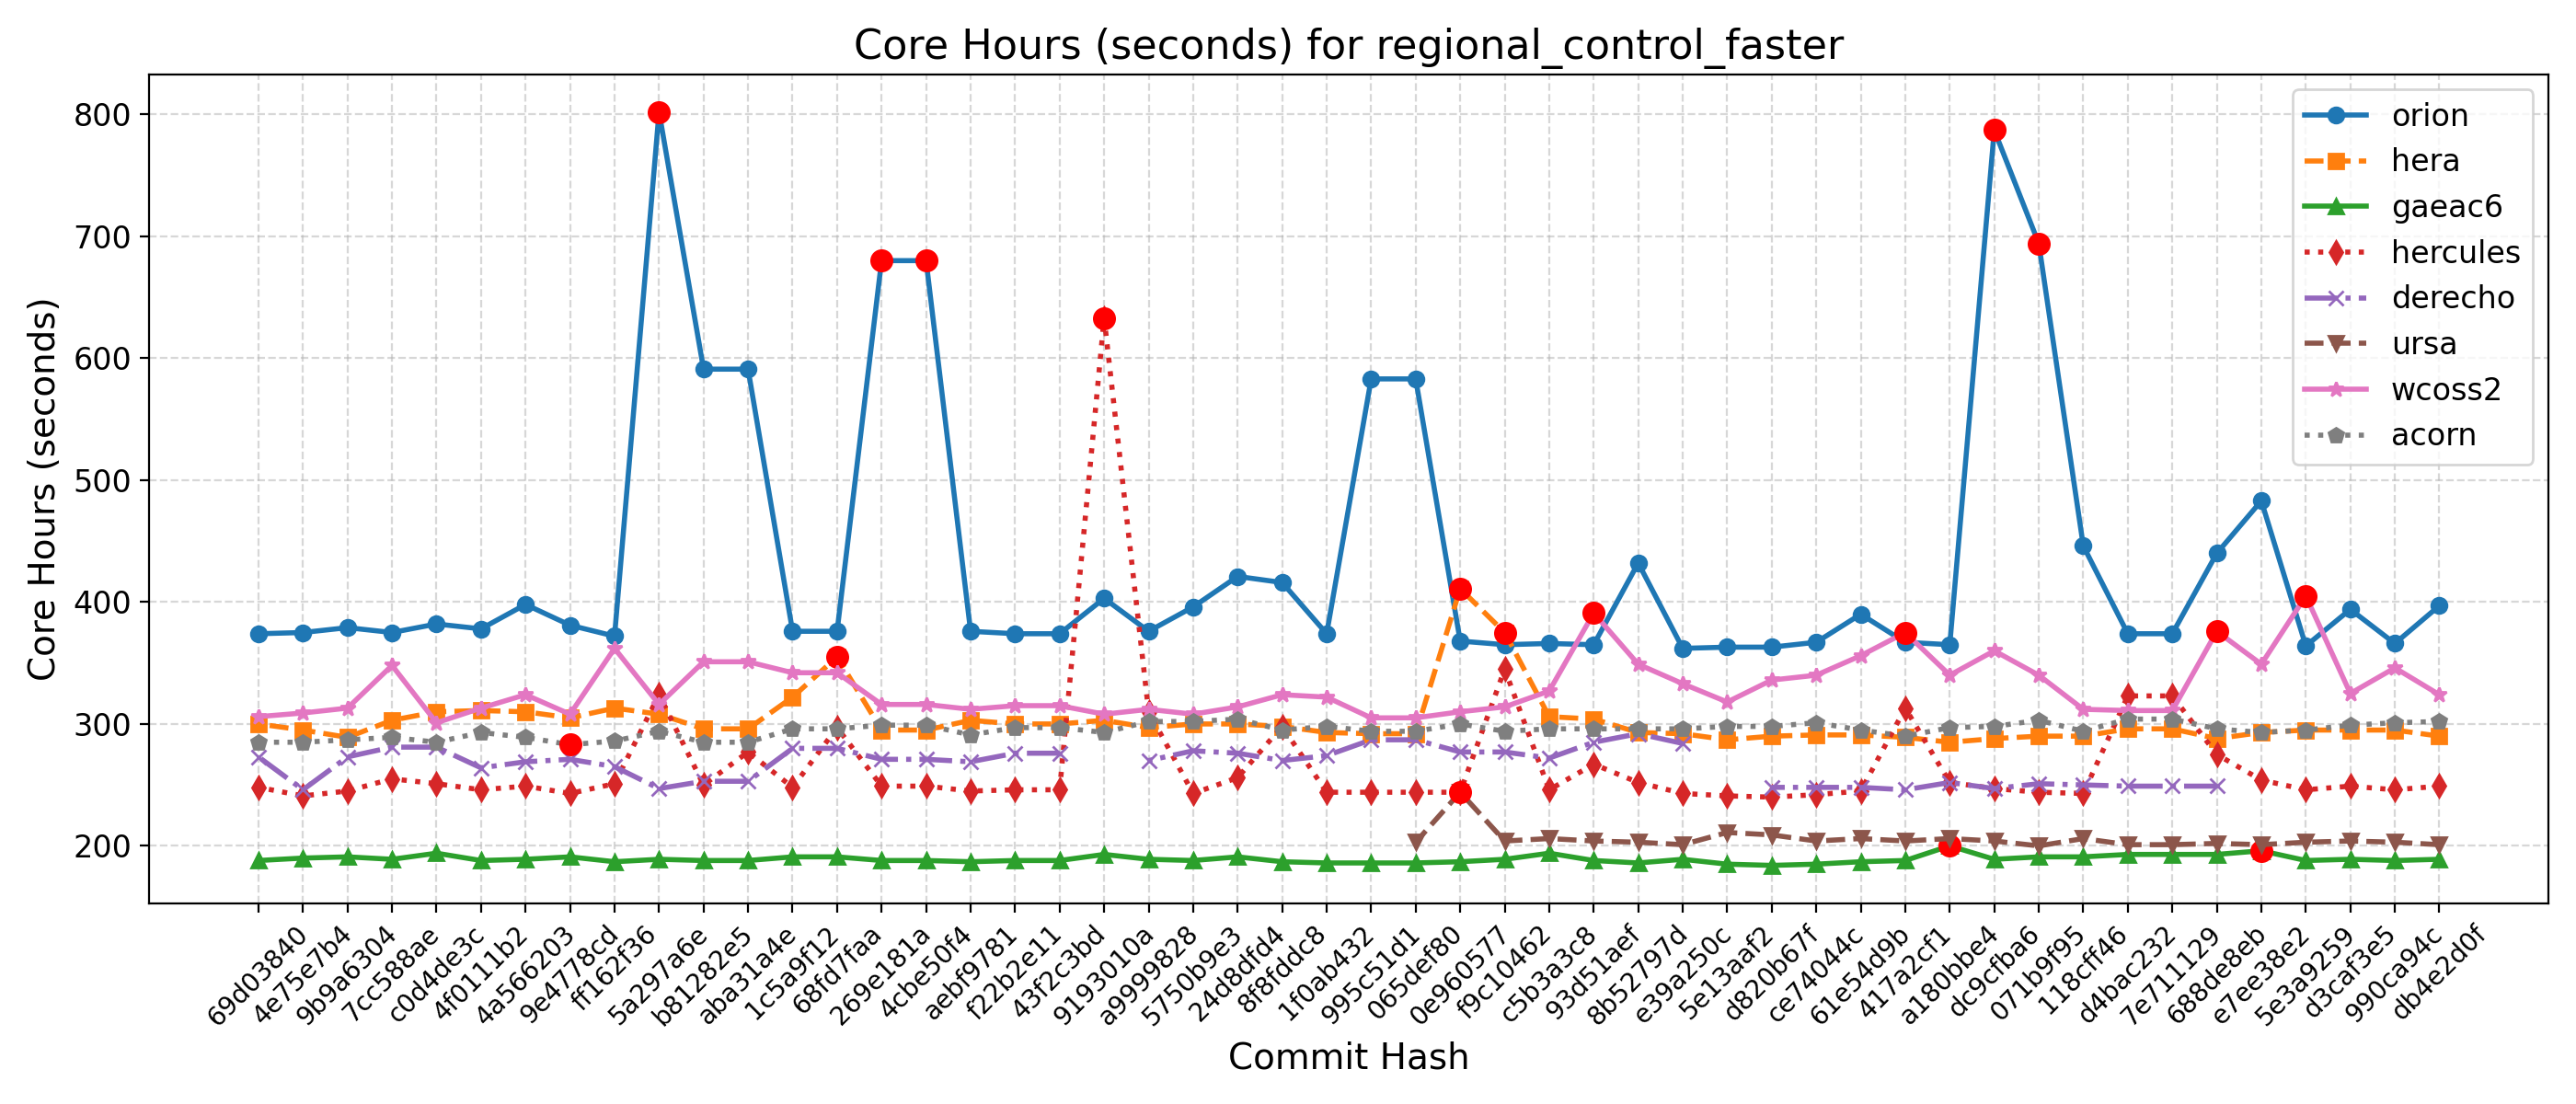 Core Hours (seconds) for regional_control_faster
Core Hours (seconds)
800
700
600
500
400
300
200
orion
hera
gaeac6
hercules
derecho
ursa
wcoss2
acorn
69d03840
4e75e7b4
9b9a6304
7cc588ae
c0d4de3c
4f0111b2
4a566203
9e4778cd
ff162f36
5a297a6e
b81282e5
aba31a4e
1c5a9f12
68fd7faa
269e181a
4cbe50f4
aebf9781
f22b2e11
43f2c3bd
9193010a
a9999828
5750b9e3
24d8dfd4
8f8fddc8
1f0ab432
995c51d1
065def80
0e960577
f9c10462
c5b3a3c8
93d51aef
8b52797d
e39a250c
5e13aaf2
d820b67f
ce74044c
61e54d9b
417a2cf1
a180bbe4
dc9cfba6
071b9f95
118cff46
d4bac232
7e711129
688de8eb
e7ee38e2
5e3a9259
d3caf3e5
990ca94c
db4e2d0f
Commit Hash